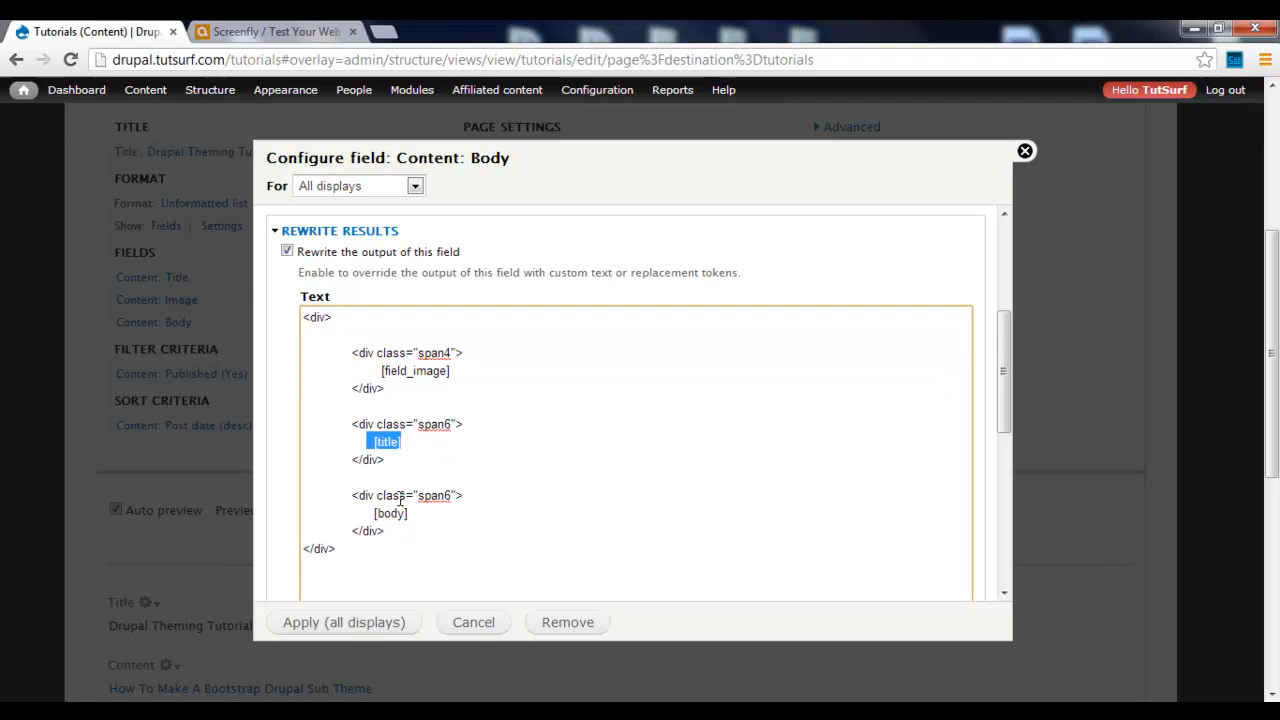 Tutorials (Content) | Drup
Screenfly / Test Your Web
drupal.tutsurf.com/tutorials#overlay=admin/structure/views/view/tutorials/edit/page%3Fdestination%3Dtutorials
Dashboard Content Structure Appearance People Modules Affiliated content Configuration Reports Help Hello TutSurf Log out
TITLE PAGE SETTINGS Advanced
Title: Drupal Theming Tu
Configure field: Content: Body
For All displays
FORMAT
Format: Unformatted list
Show: Fields | Settings
FIELDS
Content: Title
Content: Image
Content: Body
FILTER CRITERIA
Content: Published (Yes)
SORT CRITERIA
Content: Post date (desc)
REWRITE RESULTS
Rewrite the output of this field
Enable to override the output of this field with custom text or replacement tokens.
Text
<div>
<div class="span4">
[field_image]
</div>
<div class="span6">
[title]
</div>
<div class="span6">
[body]
</div>
</div>
Auto preview Preview
Apply (all displays) Cancel Remove
Title
Drupal Theming Tutorial
Content
How To Make A Bootstrap Drupal Sub Theme